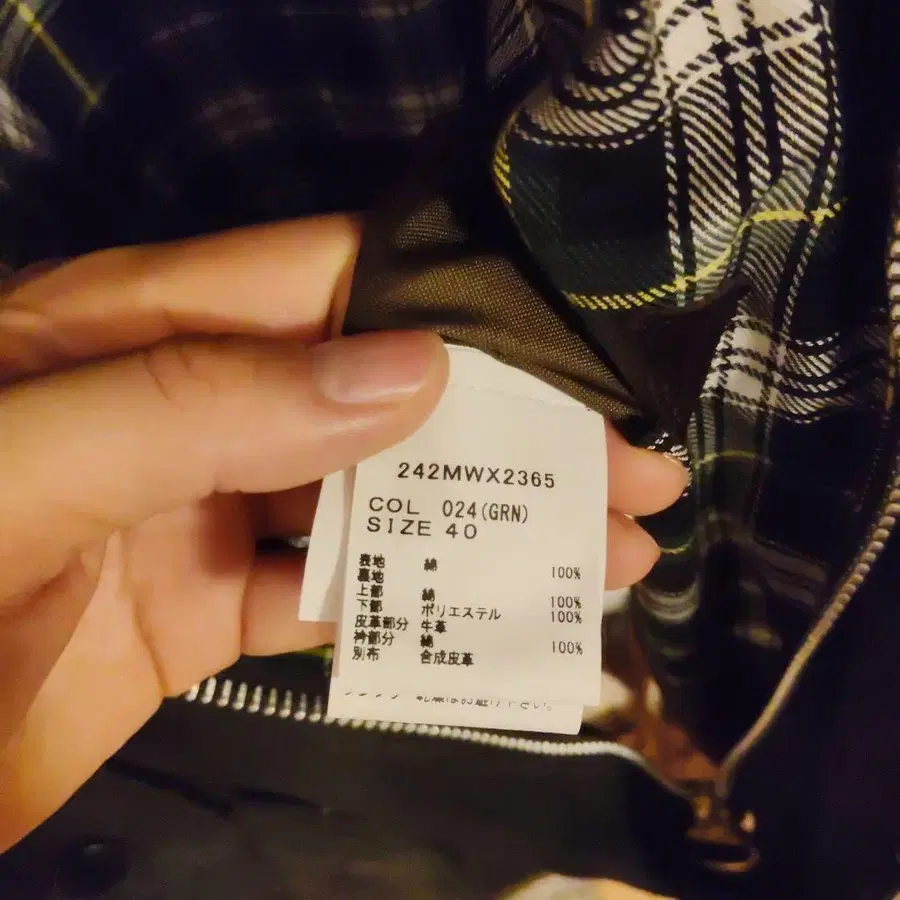 242MWX2365
COL 024(GRN)
SIZE 40
表地 綿 100%
裏地
上部 綿 100%
下部 ポリエステル 100%
皮革部分 牛革
衿部分 綿 100%
別布 合成皮革